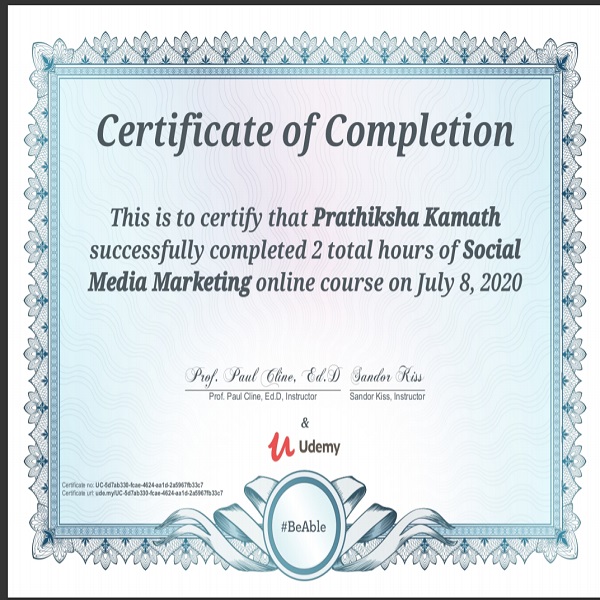 Certificate of Completion
This is to certify that Prathiksha Kamath
successfully completed 2 total hours of Social
Media Marketing online course on July 8, 2020
Prof. Paul Cline, Ed.D Sandor Kiss
Prof. Paul Cline, Ed.D, Instructor Sandor Kiss, Instructor
&
Udemy
Certificate no: UC-5d7ab330-fcae-4624-aa1d-2a5967fb33c7
Certificate url: ude.my/UC-5d7ab330-fcae-4624-aa1d-2a5967fb33c7
#BeAble